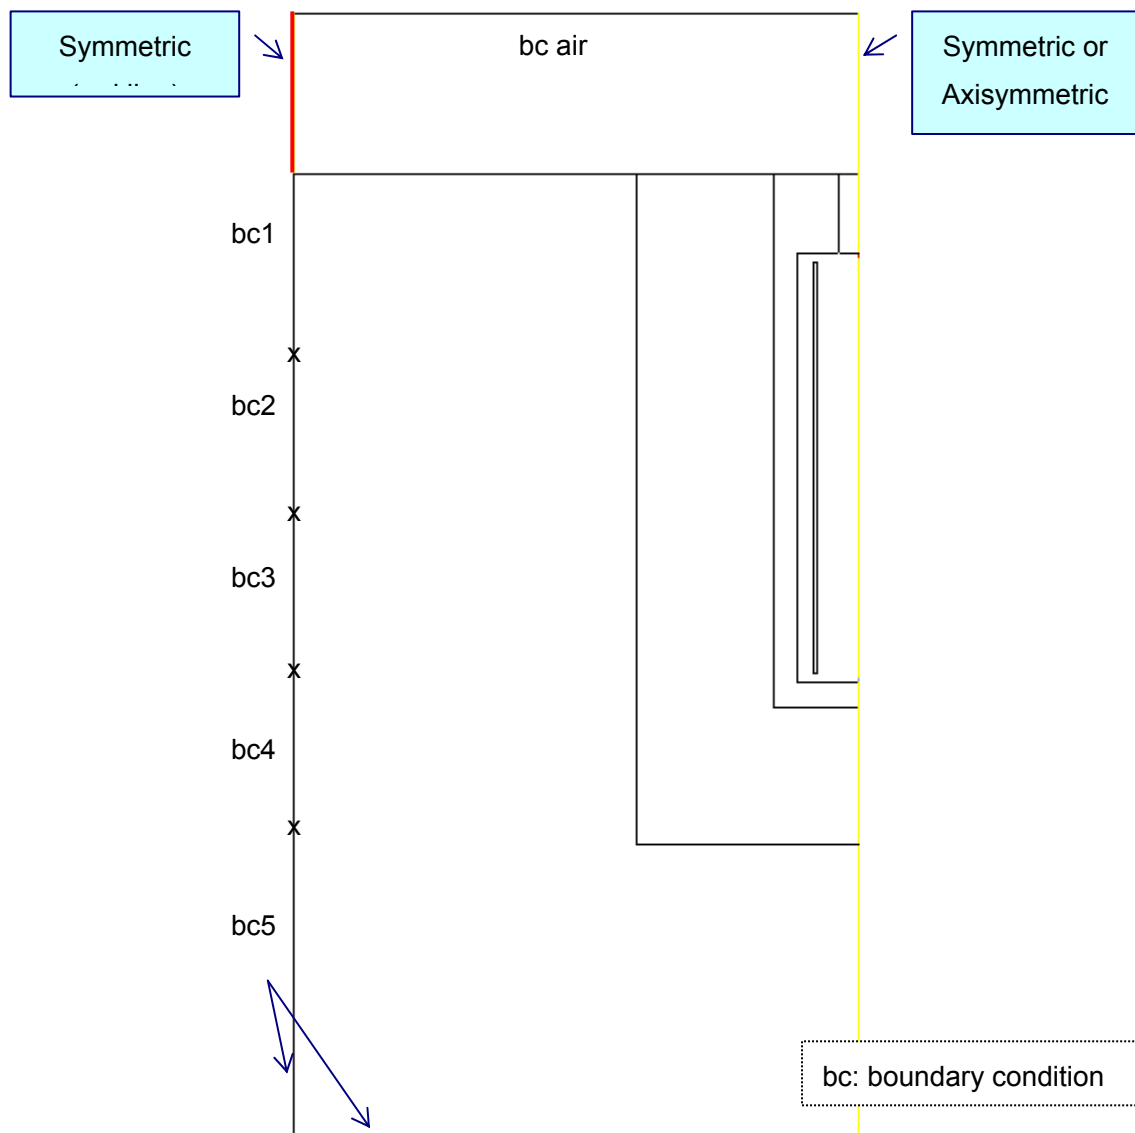 Symmetric
bc air
Symmetric or
Axisymmetric
bc1
x
bc2
x
bc3
x
bc4
x
bc5
bc: boundary condition